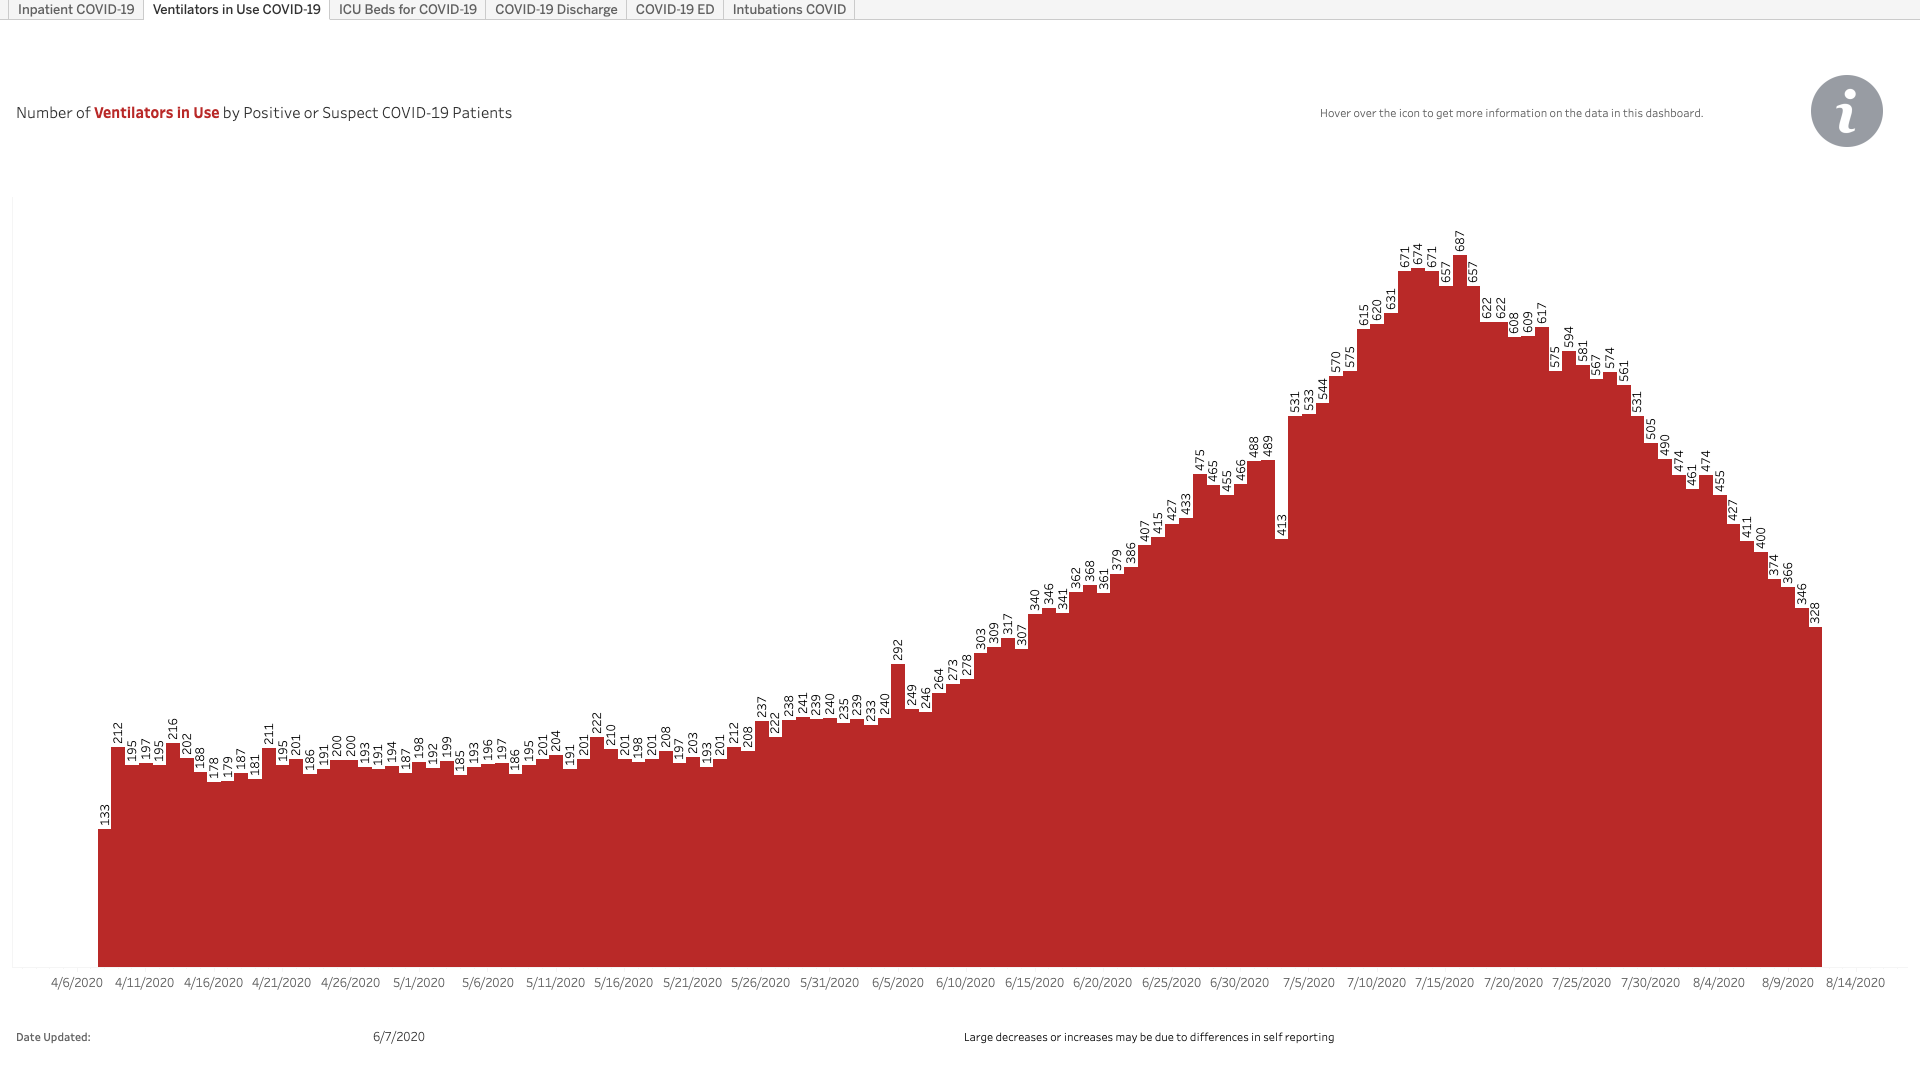 Inpatient COVID-19 Ventilators in Use COVID-19 ICU Beds for COVID-19 COVID-19 Discharge COVID-19 ED Intubations COVID
Number of Ventilators in Use by Positive or Suspect COVID-19 Patients
Hover over the icon to get more information on the data in this dashboard.
i
133 212 195 197 195 216 202 188 178 179 187 181 211 195 201 186 191 200 200 193 191 194 187 198 192 199 185 193 196 197 186 195 201 204 191 201 222 210 201 198 201 208 197 203 193 201 212 208 237 222 238 241 239 240 235 239 233 240 292 249 246 264 273 278 303 309 317 307 340 346 341 362 368 361 379 386 407 415 427 433 475 465 455 466 488 489 413 531 533 544 570 575 615 620 631 671 674 671 657 687 657 622 622 608 609 617 575 594 581 567 574 561 531 505 490 474 461 474 455 427 411 400 374 366 346 328
4/6/2020 4/11/2020 4/16/2020 4/21/2020 4/26/2020 5/1/2020 5/6/2020 5/11/2020 5/16/2020 5/21/2020 5/26/2020 5/31/2020 6/5/2020 6/10/2020 6/15/2020 6/20/2020 6/25/2020 6/30/2020 7/5/2020 7/10/2020 7/15/2020 7/20/2020 7/25/2020 7/30/2020 8/4/2020 8/9/2020 8/14/2020
Date Updated: 6/7/2020 Large decreases or increases may be due to differences in self reporting